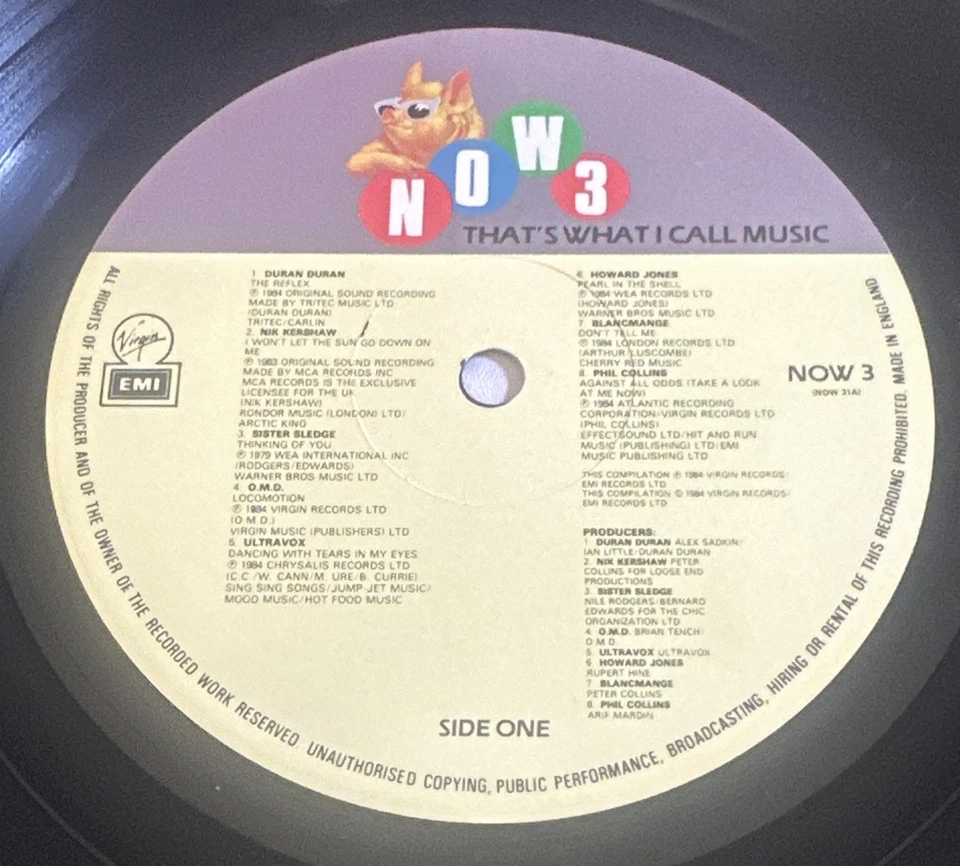 NOW 3
THAT'S WHAT I CALL MUSIC
1. DURAN DURAN
THE REFLEX
℗ 1984 ORIGINAL SOUND RECORDING
MADE BY TRITEC MUSIC LTD
(DURAN DURAN)
TRITEC/CARLIN
2. NIK KERSHAW
I WON'T LET THE SUN GO DOWN ON
ME
℗ 1983 ORIGINAL SOUND RECORDING
MADE BY MCA RECORDS INC
MCA RECORDS IS THE EXCLUSIVE
LICENSEE FOR THE UK
(NIK KERSHAW)
RONDOR MUSIC (LONDON) LTD/
ARCTIC KING
3. SISTER SLEDGE
THINKING OF YOU
℗ 1979 WEA INTERNATIONAL INC
(RODGERS/EDWARDS)
WARNER BROS MUSIC LTD
4. O.M.D.
LOCOMOTION
℗ 1984 VIRGIN RECORDS LTD
(O.M.D.)
VIRGIN MUSIC (PUBLISHERS) LTD
5. ULTRAVOX
DANCING WITH TEARS IN MY EYES
℗ 1984 CHRYSALIS RECORDS LTD
(C.C./W. CANN/M. URE/B. CURRIE)
SING SING SONGS/JUMP-JET MUSIC/
MOOD MUSIC/HOT FOOD MUSIC
6. HOWARD JONES
PEARL IN THE SHELL
℗ 1984 WEA RECORDS LTD
(HOWARD JONES)
WARNER BROS MUSIC LTD
7. BLANCMANGE
DON'T TELL ME
℗ 1984 LONDON RECORDS LTD
(ARTHUR/LUSCOMBE)
CHERRY RED MUSIC
8. PHIL COLLINS
AGAINST ALL ODDS (TAKE A LOOK
AT ME NOW)
℗ 1984 ATLANTIC RECORDING
CORPORATION/VIRGIN RECORDS LTD
(PHIL COLLINS)
EFFECTSOUND LTD/HIT AND RUN
MUSIC (PUBLISHING) LTD/EMI
MUSIC PUBLISHING LTD
THIS COMPILATION ℗ 1984 VIRGIN RECORDS/
EMI RECORDS LTD
THIS COMPILATION © 1984 VIRGIN RECORDS/
EMI RECORDS LTD
PRODUCERS:
1. DURAN DURAN ALEX SADKIN/
IAN LITTLE/DURAN DURAN
2. NIK KERSHAW PETER
COLLINS FOR LOOSE END
PRODUCTIONS
3. SISTER SLEDGE
NILE RODGERS/BERNARD
EDWARDS FOR THE CHIC
ORGANIZATION LTD
4. O.M.D. BRIAN TENCH/
O.M.D.
5. ULTRAVOX ULTRAVOX
6. HOWARD JONES
RUPERT HINE
7. BLANCMANGE
PETER COLLINS
8. PHIL COLLINS
ARIF MARDIN
Virgin
EMI
NOW 3
(NOW 31A)
SIDE ONE
ALL RIGHTS OF THE PRODUCER AND OF THE OWNER OF THE RECORDED WORK RESERVED. UNAUTHORISED COPYING, PUBLIC PERFORMANCE, BROADCASTING, HIRING OR RENTAL OF THIS RECORDING PROHIBITED. MADE IN ENGLAND